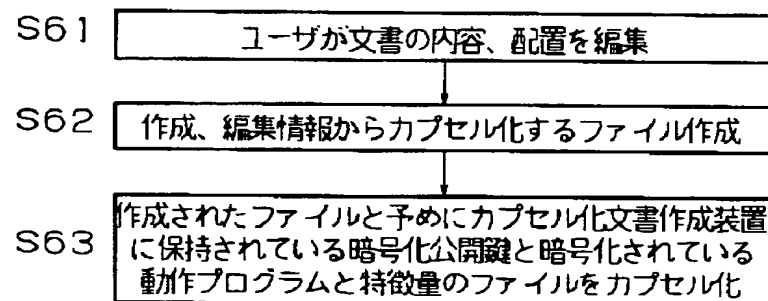 S61 ユーザが文書の内容、配置を編集
S62 作成、編集情報からカプセル化するファイル作成
作成されたファイルと予めにカプセル化文書作成装置
S63 に保持されている暗号化公開鍵と暗号化されている
動作プログラムと特徴量のファイルをカプセル化